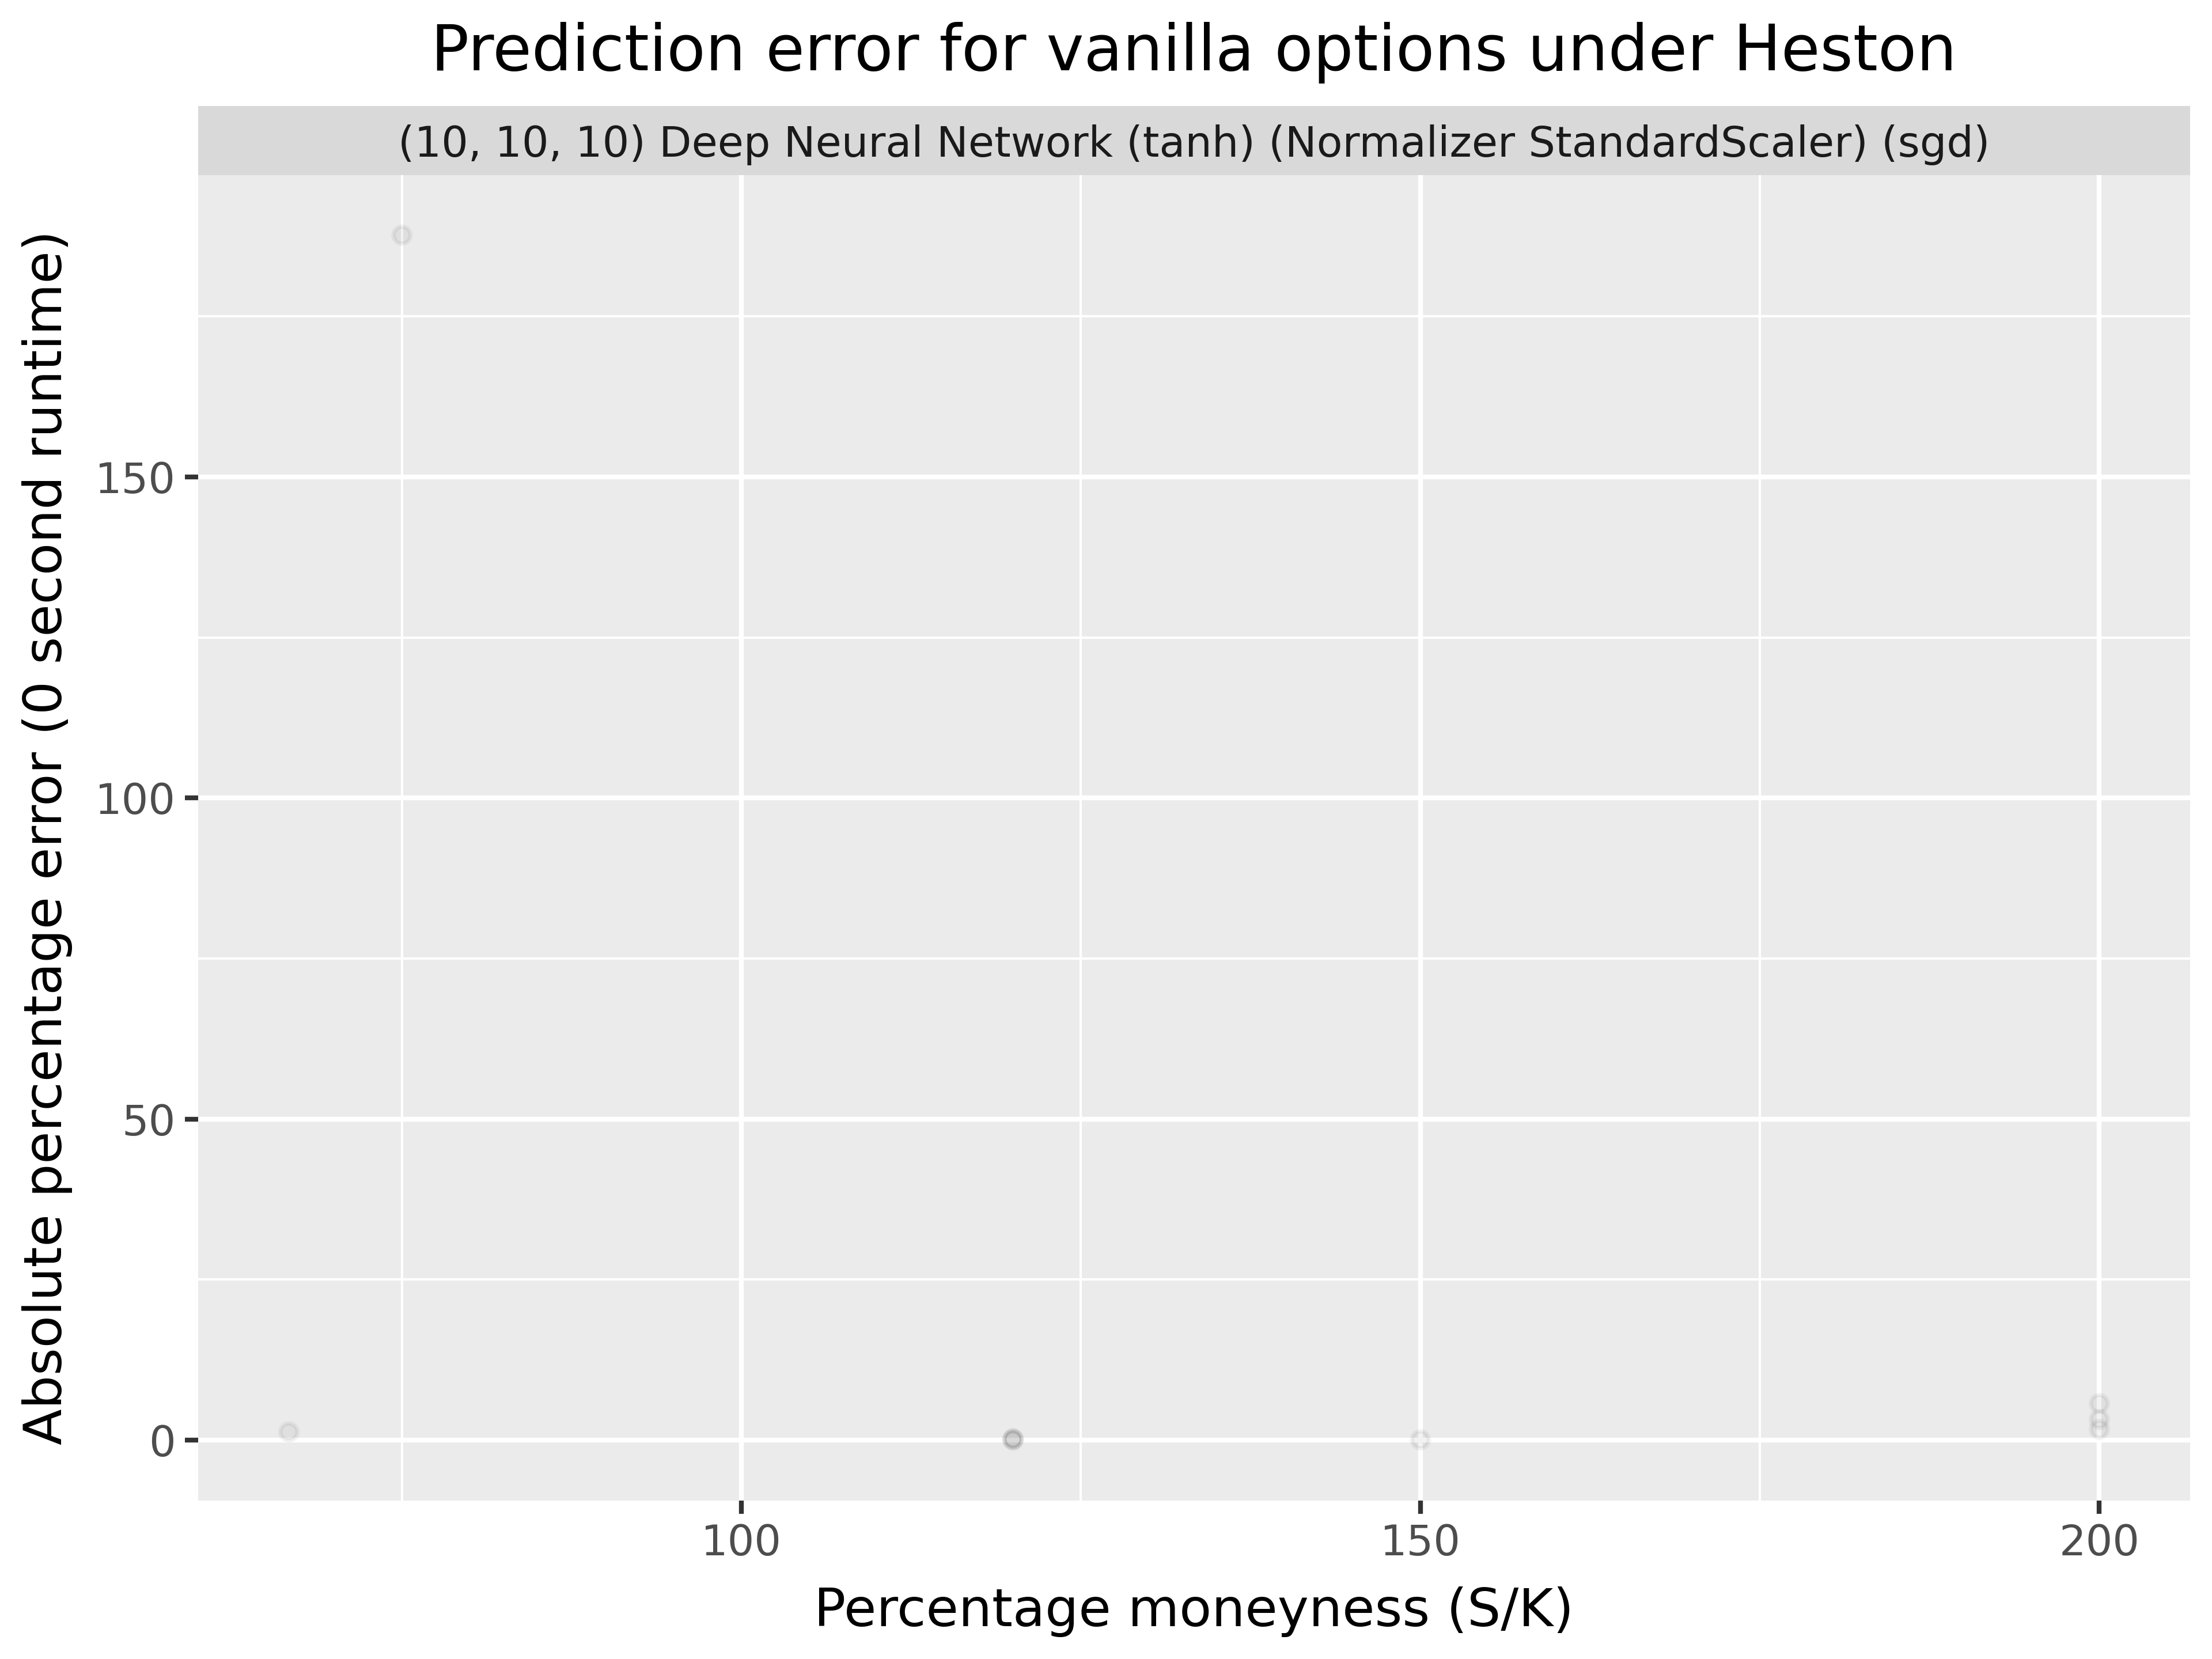 Prediction error for vanilla options under Heston
(10, 10, 10) Deep Neural Network (tanh) (Normalizer StandardScaler) (sgd)
Absolute percentage error (0 second runtime)
150
100
50
0
100
150
200
Percentage moneyness (S/K)